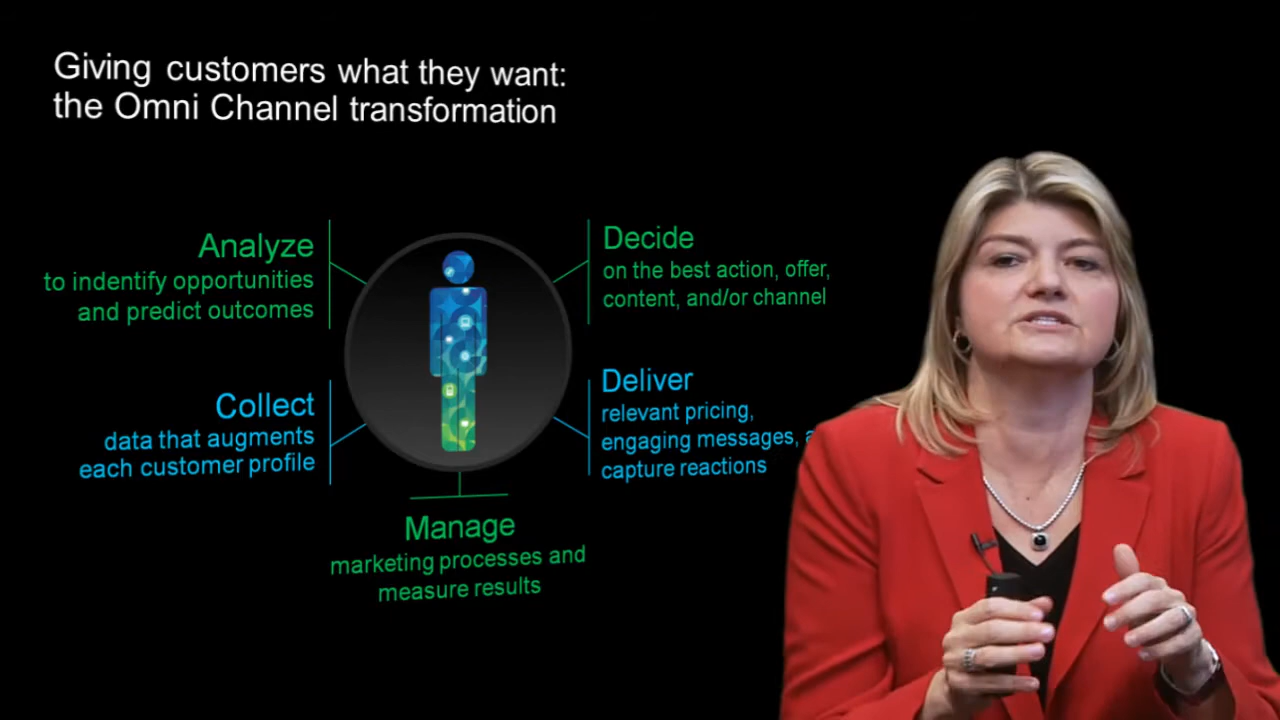 Giving customers what they want:
the Omni Channel transformation
Analyze
to indentify opportunities
and predict outcomes
Decide
on the best action, offer,
content, and/or channel
Collect
data that augments
each customer profile
Deliver
relevant pricing,
engaging messages,
capture reactions
Manage
marketing processes and
measure results